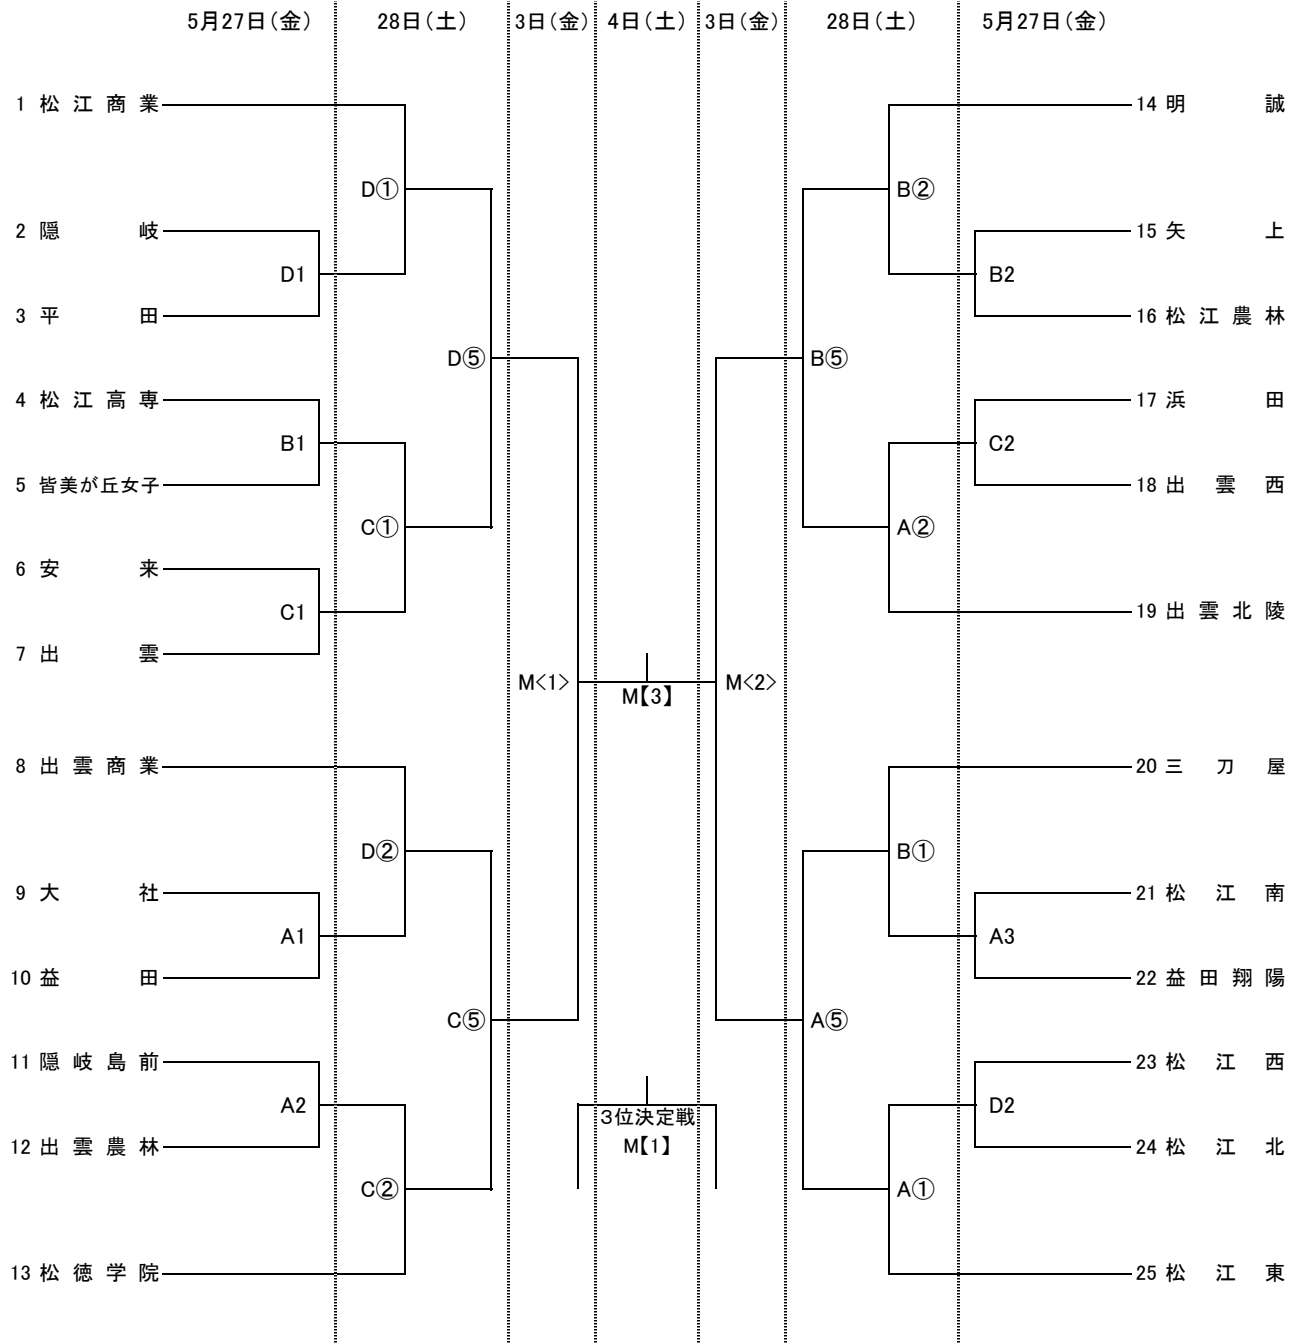 5月27日(金) 28日(土) 3日(金) 4日(土) 3日(金) 28日(土) 5月27日(金)
1 松江商業
14 明誠
D①
B②
2 隠岐
15 矢上
D1
B2
3 平田
16 松江農林
D⑤
B⑤
4 松江高専
17 浜田
B1
C2
5 皆美が丘女子
18 出雲西
C①
A②
6 安来
C1
19 出雲北陵
7 出雲
M<1>
M【3】
M<2>
8 出雲商業
20 三刀屋
D②
B①
9 大社
21 松江南
A1
A3
10 益田
22 益田翔陽
C⑤
A⑤
11 隠岐島前
23 松江西
A2
3位決定戦
D2
12 出雲農林
M【1】
24 松江北
C②
A①
13 松徳学院
25 松江東